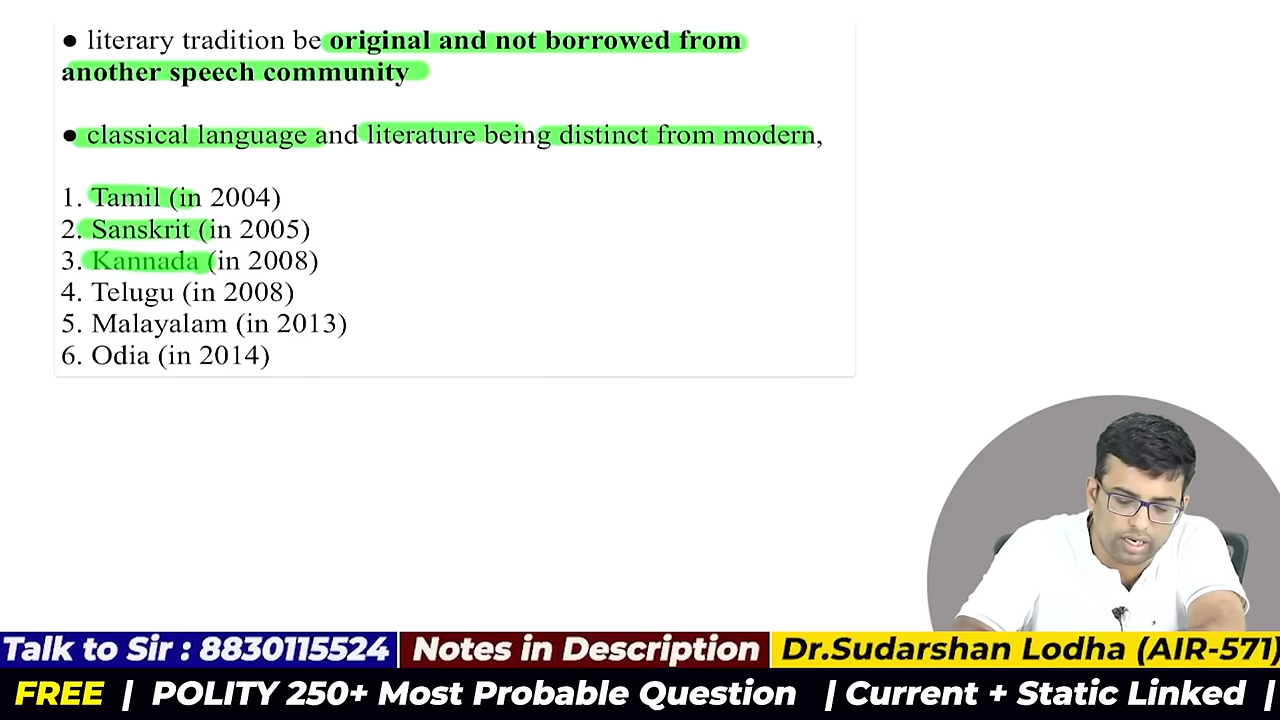 ● literary tradition be original and not borrowed from
another speech community
● classical language and literature being distinct from modern,
1. Tamil (in 2004)
2. Sanskrit (in 2005)
3. Kannada (in 2008)
4. Telugu (in 2008)
5. Malayalam (in 2013)
6. Odia (in 2014)
Talk to Sir : 8830115524 Notes in Description Dr.Sudarshan Lodha (AIR-571)
FREE | POLITY 250+ Most Probable Question | Current + Static Linked |